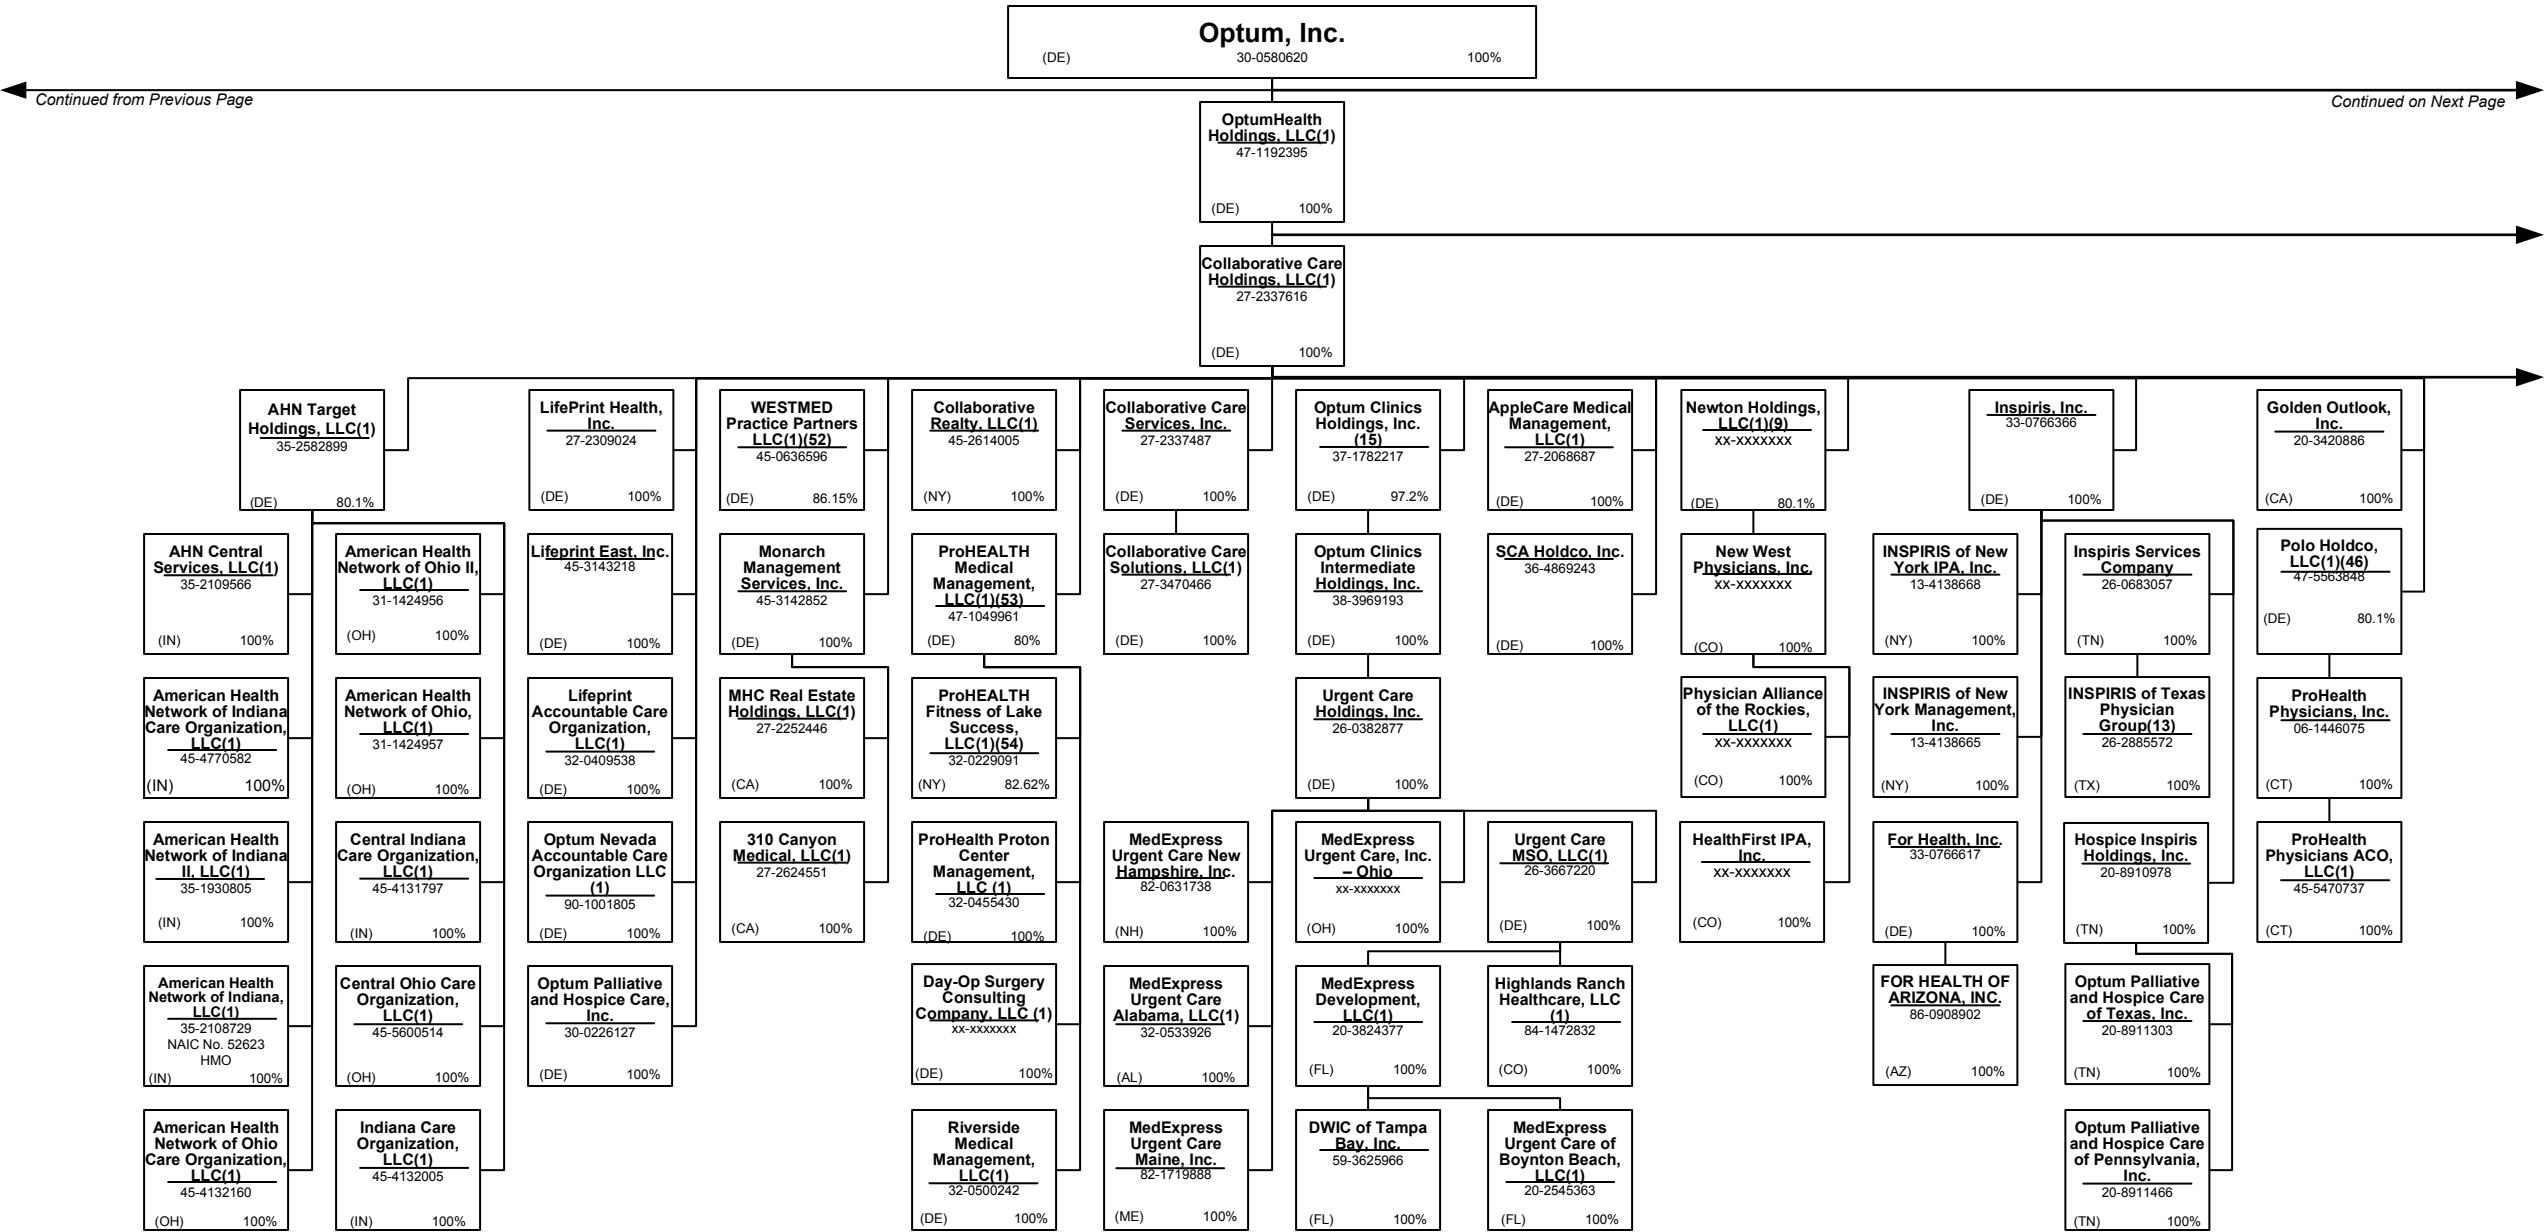 Optum, Inc.
30-0580620
(DE) 100%
Continued from Previous Page
Continued on Next Page
OptumHealth
Holdings, LLC(1)
47-1192395
(DE) 100%
Collaborative Care
Holdings, LLC(1)
27-2337616
(DE) 100%
AHN Target
Holdings, LLC(1)
35-2582899
(DE) 80.1%
LifePrint Health,
Inc.
27-2309024
(DE) 100%
WESTMED
Practice Partners
LLC(1)(52)
45-0636596
(DE) 86.15%
Collaborative
Realty, LLC(1)
45-2614005
(NY) 100%
Collaborative Care
Services, Inc.
27-2337487
(DE) 100%
Optum Clinics
Holdings, Inc.
(15)
37-1782217
(DE) 97.2%
AppleCare Medical
Management,
LLC(1)
27-2068687
(DE) 100%
Newton Holdings,
LLC(1)(9)
xx-xxxxxxx
(DE) 80.1%
Inspiris, Inc.
33-0766366
(DE) 100%
Golden Outlook,
Inc.
20-3420886
(CA) 100%
AHN Central
Services, LLC(1)
35-2109566
(IN) 100%
American Health
Network of Ohio II,
LLC(1)
31-1424956
(OH) 100%
Lifeprint East, Inc.
45-3143218
(DE) 100%
Monarch
Management
Services, Inc.
45-3142852
(DE) 100%
ProHEALTH
Medical
Management,
LLC(1)(53)
47-1049961
(DE) 80%
Collaborative Care
Solutions, LLC(1)
27-3470466
(DE) 100%
Optum Clinics
Intermediate
Holdings, Inc.
38-3969193
(DE) 100%
SCA Holdco, Inc.
36-4869243
(DE) 100%
New West
Physicians, Inc.
xx-xxxxxxx
(CO) 100%
INSPIRIS of New
York IPA, Inc.
13-4138668
(NY) 100%
Inspiris Services
Company
26-0683057
(TN) 100%
Polo Holdco,
LLC(1)(46)
47-5563848
(DE) 80.1%
American Health
Network of Indiana
Care Organization,
LLC(1)
45-4770582
(IN) 100%
American Health
Network of Ohio,
LLC(1)
31-1424957
(OH) 100%
Lifeprint
Accountable Care
Organization,
LLC(1)
32-0409538
(DE) 100%
MHC Real Estate
Holdings, LLC(1)
27-2252446
(CA) 100%
ProHEALTH
Fitness of Lake
Success,
LLC(1)(54)
32-0229091
(NY) 82.62%
Urgent Care
Holdings, Inc.
26-0382877
(DE) 100%
Physician Alliance
of the Rockies,
LLC(1)
xx-xxxxxxx
(CO) 100%
INSPIRIS of New
York Management,
Inc.
13-4138665
(NY) 100%
INSPIRIS of Texas
Physician
Group(13)
26-2885572
(TX) 100%
ProHealth
Physicians, Inc.
06-1446075
(CT) 100%
American Health
Network of Indiana
II, LLC(1)
35-1930805
(IN) 100%
Central Indiana
Care Organization,
LLC(1)
45-4131797
(IN) 100%
Optum Nevada
Accountable Care
Organization LLC
(1)
90-1001805
(DE) 100%
310 Canyon
Medical, LLC(1)
27-2624551
(CA) 100%
ProHealth Proton
Center
Management,
LLC (1)
32-0455430
(DE) 100%
MedExpress
Urgent Care New
Hampshire, Inc.
82-0631738
(NH) 100%
MedExpress
Urgent Care, Inc.
– Ohio
xx-xxxxxxx
(OH) 100%
Urgent Care
MSO, LLC(1)
26-3667220
(DE) 100%
HealthFirst IPA,
Inc.
xx-xxxxxxx
(CO) 100%
For Health, Inc.
33-0766617
(DE) 100%
Hospice Inspiris
Holdings, Inc.
20-8910978
(TN) 100%
ProHealth
Physicians ACO,
LLC(1)
45-5470737
(CT) 100%
American Health
Network of Indiana,
LLC(1)
35-2108729
NAIC No. 52623
HMO
(IN) 100%
Central Ohio Care
Organization,
LLC(1)
45-5600514
(OH) 100%
Optum Palliative
and Hospice Care,
Inc.
30-0226127
(DE) 100%
Day-Op Surgery
Consulting
Company, LLC (1)
xx-xxxxxxx
(DE) 100%
MedExpress
Urgent Care
Alabama, LLC(1)
32-0533926
(AL) 100%
MedExpress
Development,
LLC(1)
20-3824377
(FL) 100%
Highlands Ranch
Healthcare, LLC
(1)
84-1472832
(CO) 100%
FOR HEALTH OF
ARIZONA, INC.
86-0908902
(AZ) 100%
Optum Palliative
and Hospice Care
of Texas, Inc.
20-8911303
(TN) 100%
American Health
Network of Ohio
Care Organization,
LLC(1)
45-4132160
(OH) 100%
Indiana Care
Organization,
LLC(1)
45-4132005
(IN) 100%
Riverside
Medical
Management,
LLC(1)
32-0500242
(DE) 100%
MedExpress
Urgent Care
Maine, Inc.
82-1719888
(ME) 100%
DWIC of Tampa
Bay, Inc.
59-3625966
(FL) 100%
MedExpress
Urgent Care of
Boynton Beach,
LLC(1)
20-2545363
(FL) 100%
Optum Palliative
and Hospice Care
of Pennsylvania,
Inc.
20-8911466
(TN) 100%